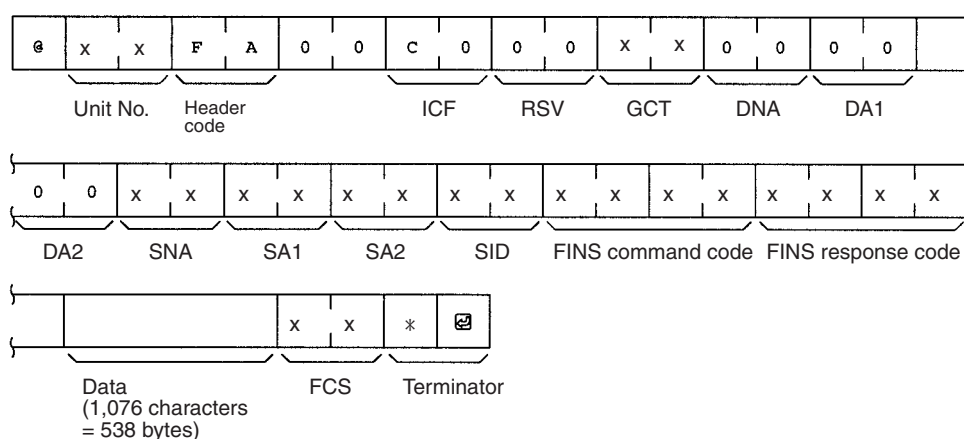 @ x x F A 0 0 C 0 0 0 x x 0 0 0 0
Unit No. Header code ICF RSV GCT DNA DA1
0 0 x x x x x x x x x x x x x x x x
DA2 SNA SA1 SA2 SID FINS command code FINS response code
x x * ↵
Data FCS Terminator
(1,076 characters
= 538 bytes)